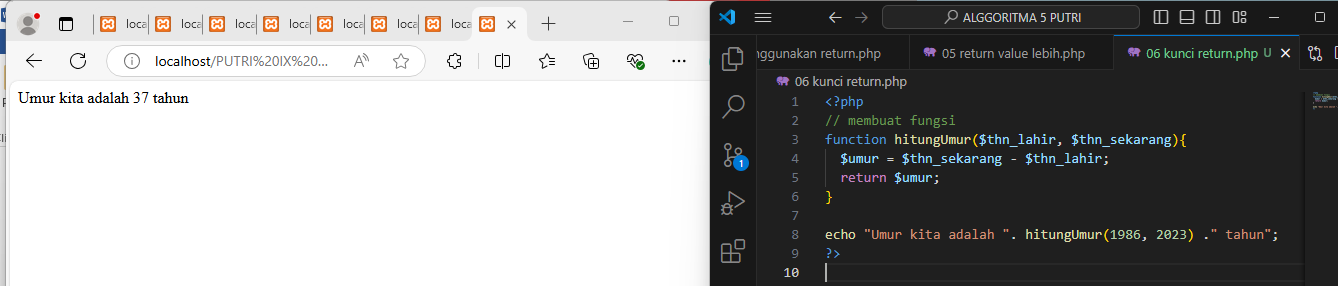 loca loca loca loca loca loca loca loca
localhost/PUTRI%20IX%20...
Umur kita adalah 37 tahun
ALGGORITMA 5 PUTRI
nggunakan return.php
05 return value lebih.php
06 kunci return.php U
06 kunci return.php
1 <?php
2 // membuat fungsi
3 function hitungUmur($thn_lahir, $thn_sekarang){
4 $umur = $thn_sekarang - $thn_lahir;
5 return $umur;
6 }
7
8 echo "Umur kita adalah ". hitungUmur(1986, 2023) ." tahun";
9 ?>
10
1